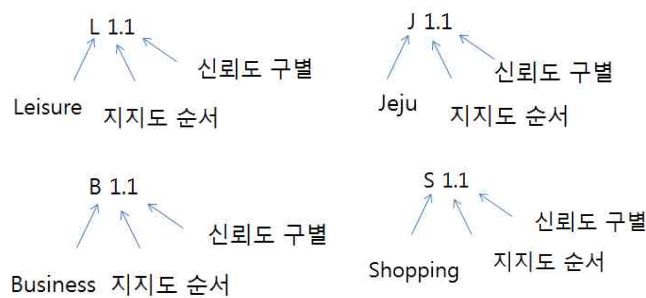 L 1.1
신뢰도 구별
Leisure 지지도 순서
J 1.1
신뢰도 구별
Jeju 지지도 순서
B 1.1
신뢰도 구별
Business 지지도 순서
S 1.1
신뢰도 구별
Shopping 지지도 순서